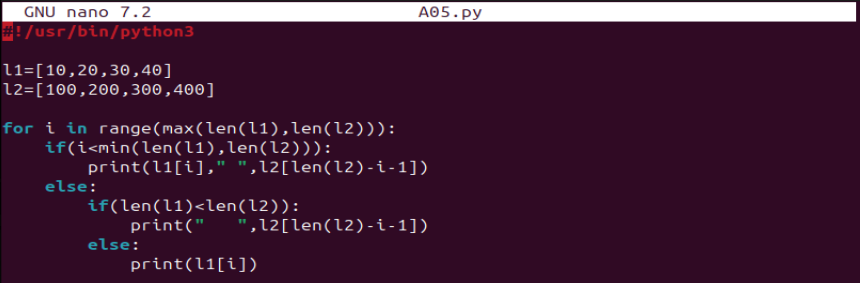 GNU nano 7.2 A05.py
#!/usr/bin/python3
l1=[10,20,30,40]
l2=[100,200,300,400]
for i in range(max(len(l1),len(l2))):
    if(i<min(len(l1),len(l2))):
        print(l1[i]," ",l2[len(l2)-i-1])
    else:
        if(len(l1)<len(l2)):
            print("   ",l2[len(l2)-i-1])
        else:
            print(l1[i])